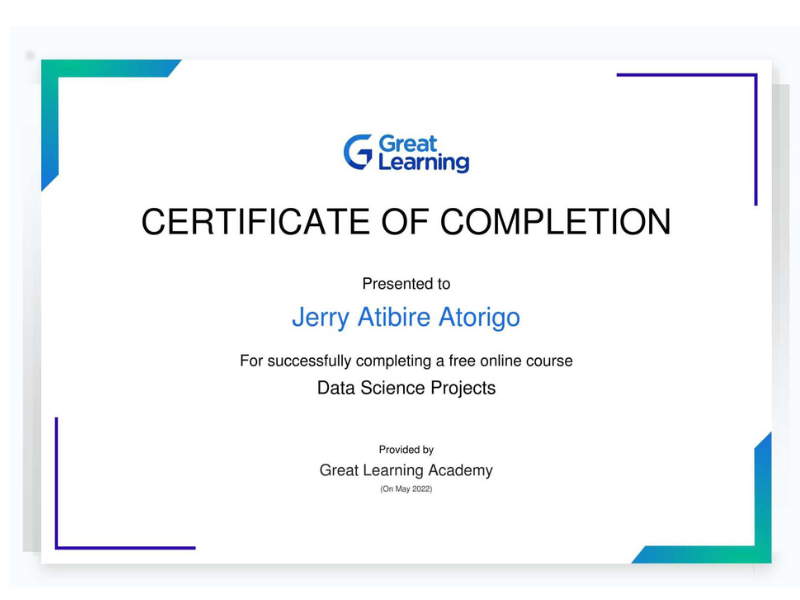 Great
Learning
CERTIFICATE OF COMPLETION
Presented to
Jerry Atibire Atorigo
For successfully completing a free online course
Data Science Projects
Provided by
Great Learning Academy
(On May 2022)